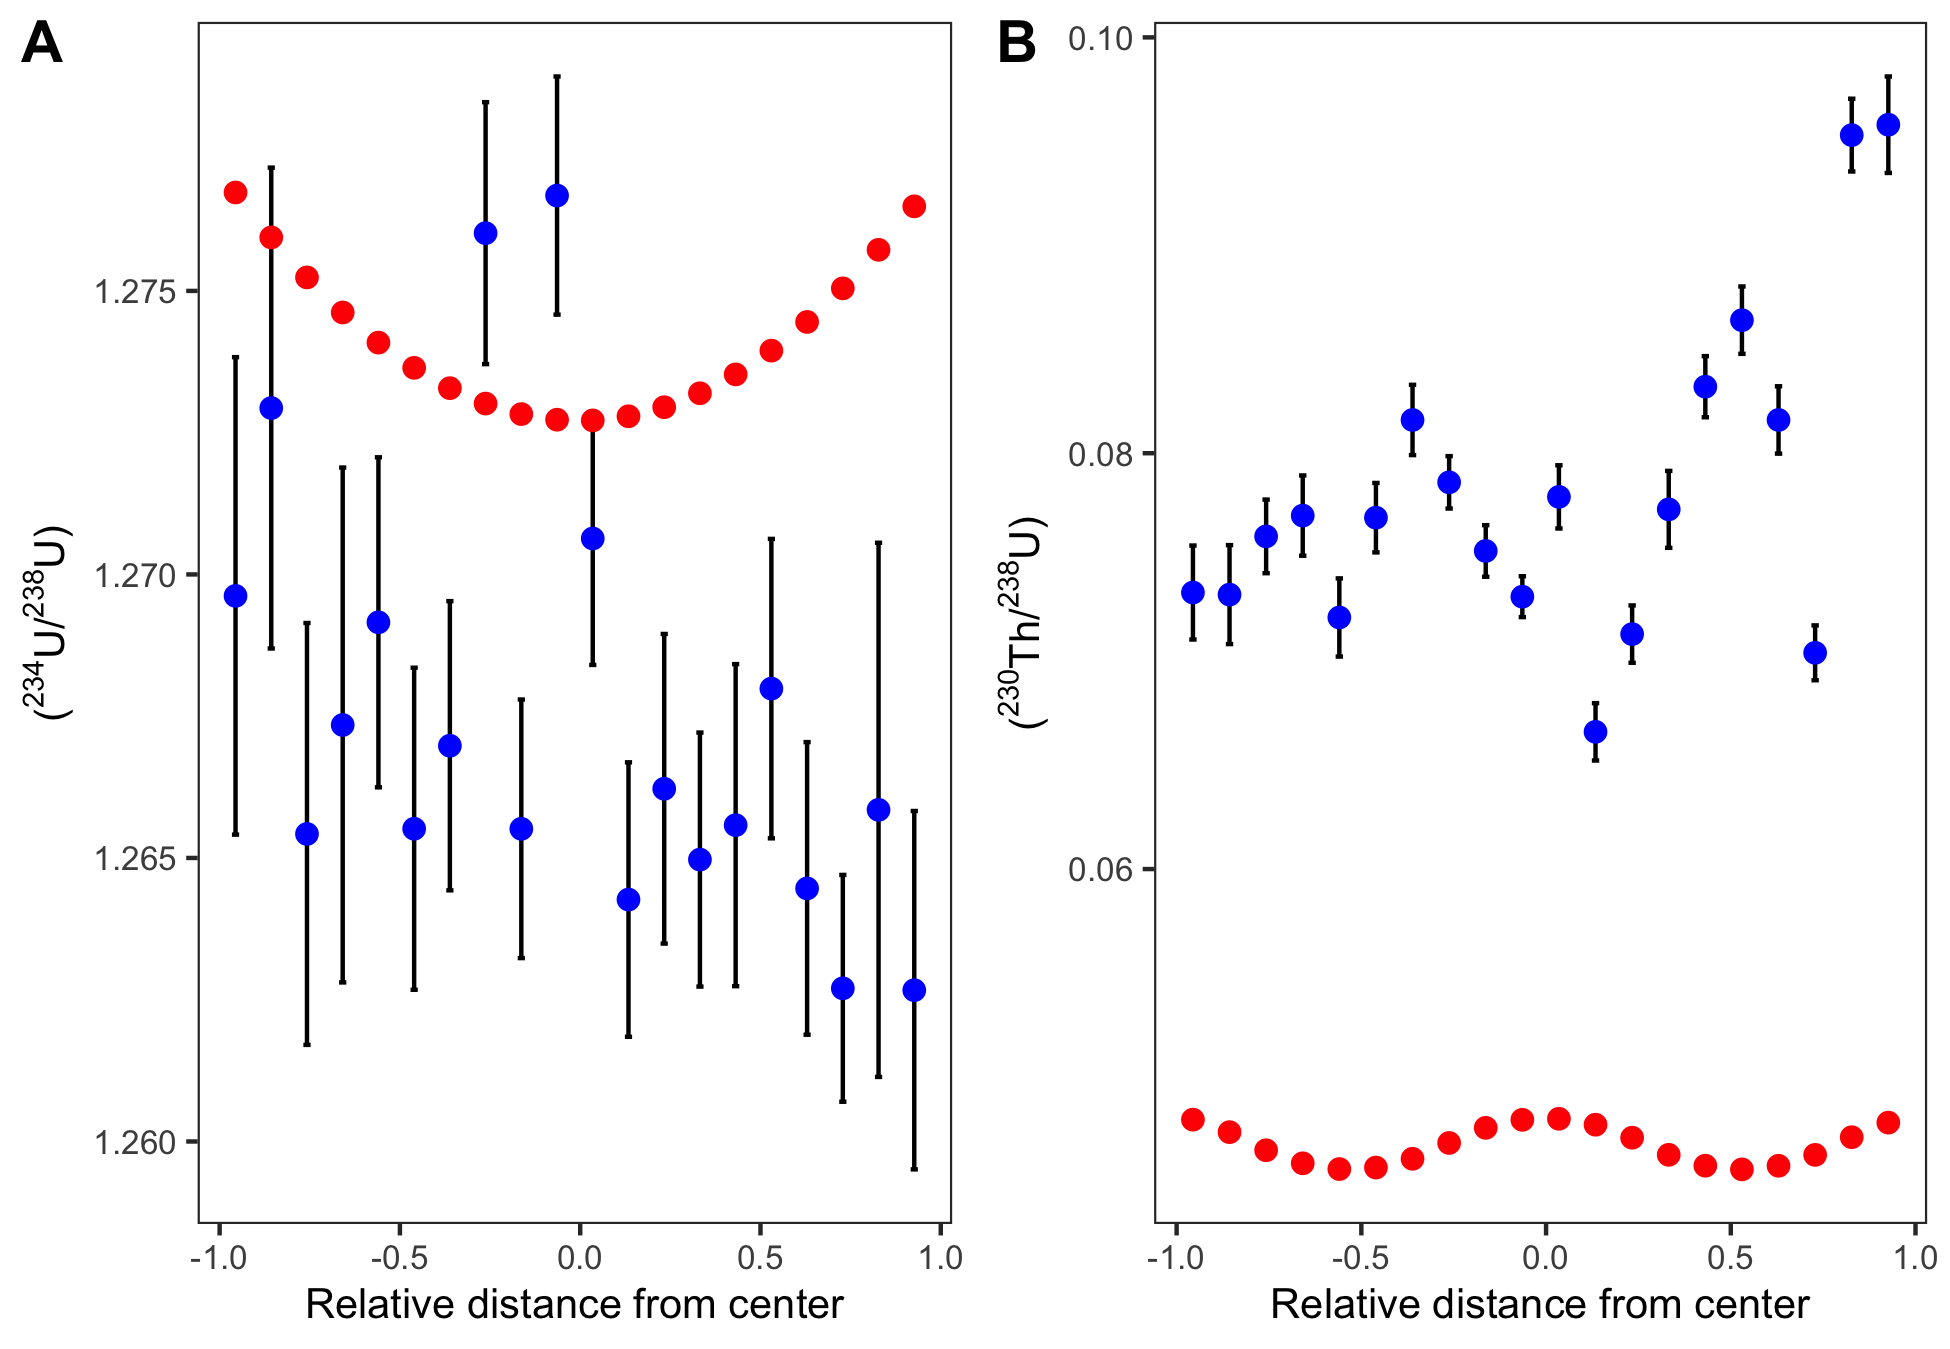 A
(²³⁴U/²³⁸U)
1.275
1.270
1.265
1.260
-1.0 -0.5 0.0 0.5 1.0
Relative distance from center
B
(²³⁰Th/²³⁸U)
0.10
0.08
0.06
-1.0 -0.5 0.0 0.5 1.0
Relative distance from center